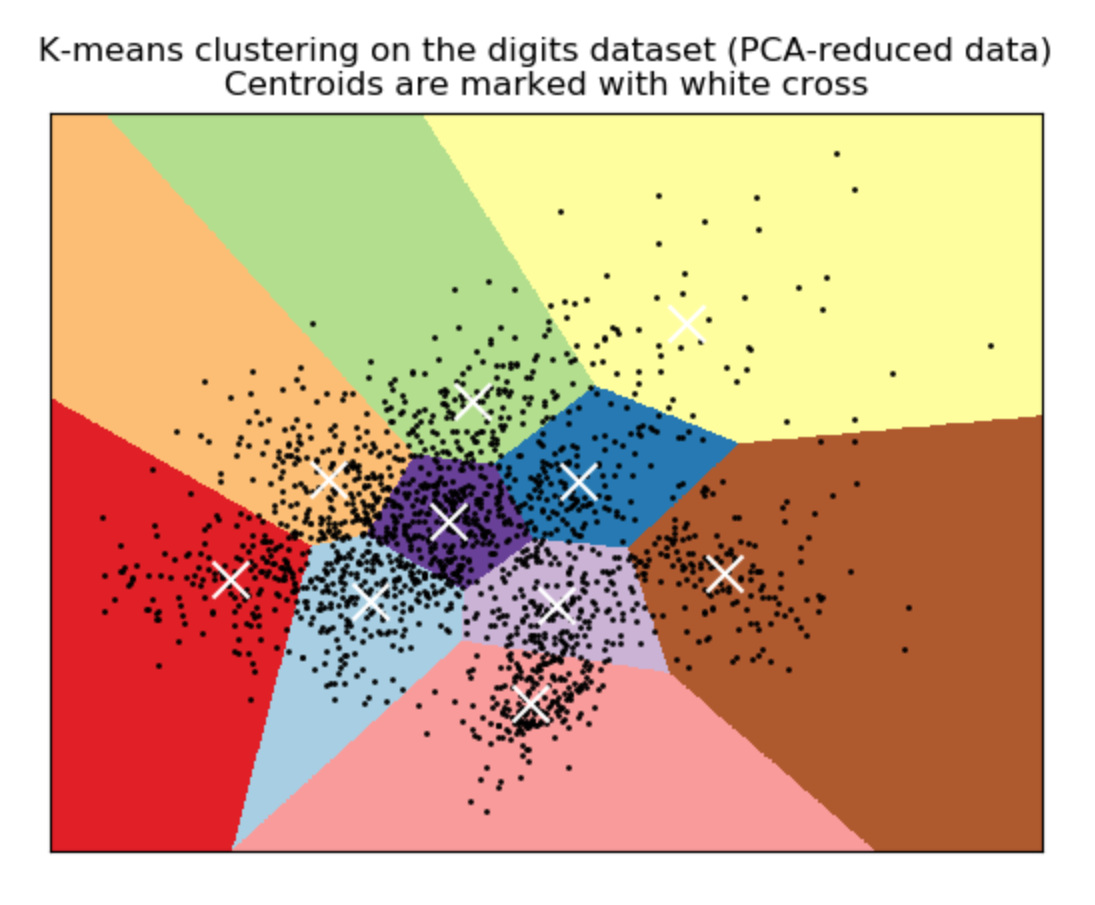 K-means clustering on the digits dataset (PCA-reduced data)
Centroids are marked with white cross